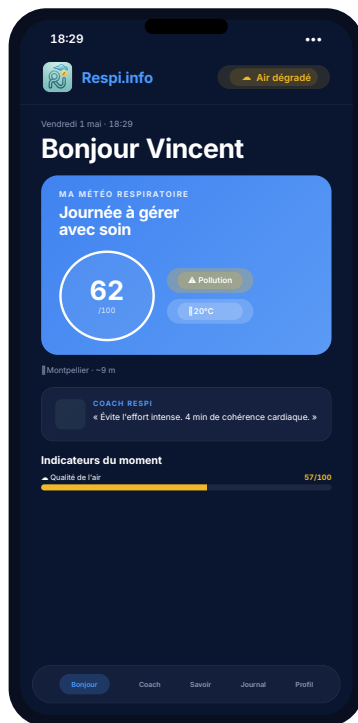 18:29
Respi.info
Air dégradé
Vendredi 1 mai · 18:29
Bonjour Vincent
MA MÉTÉO RESPIRATOIRE
Journée à gérer
avec soin
62
/100
Pollution
20°C
Montpellier · ~9 m
COACH RESPI
« Évite l'effort intense. 4 min de cohérence cardiaque. »
Indicateurs du moment
Qualité de l'air
57/100
Bonjour
Coach
Savoir
Journal
Profil